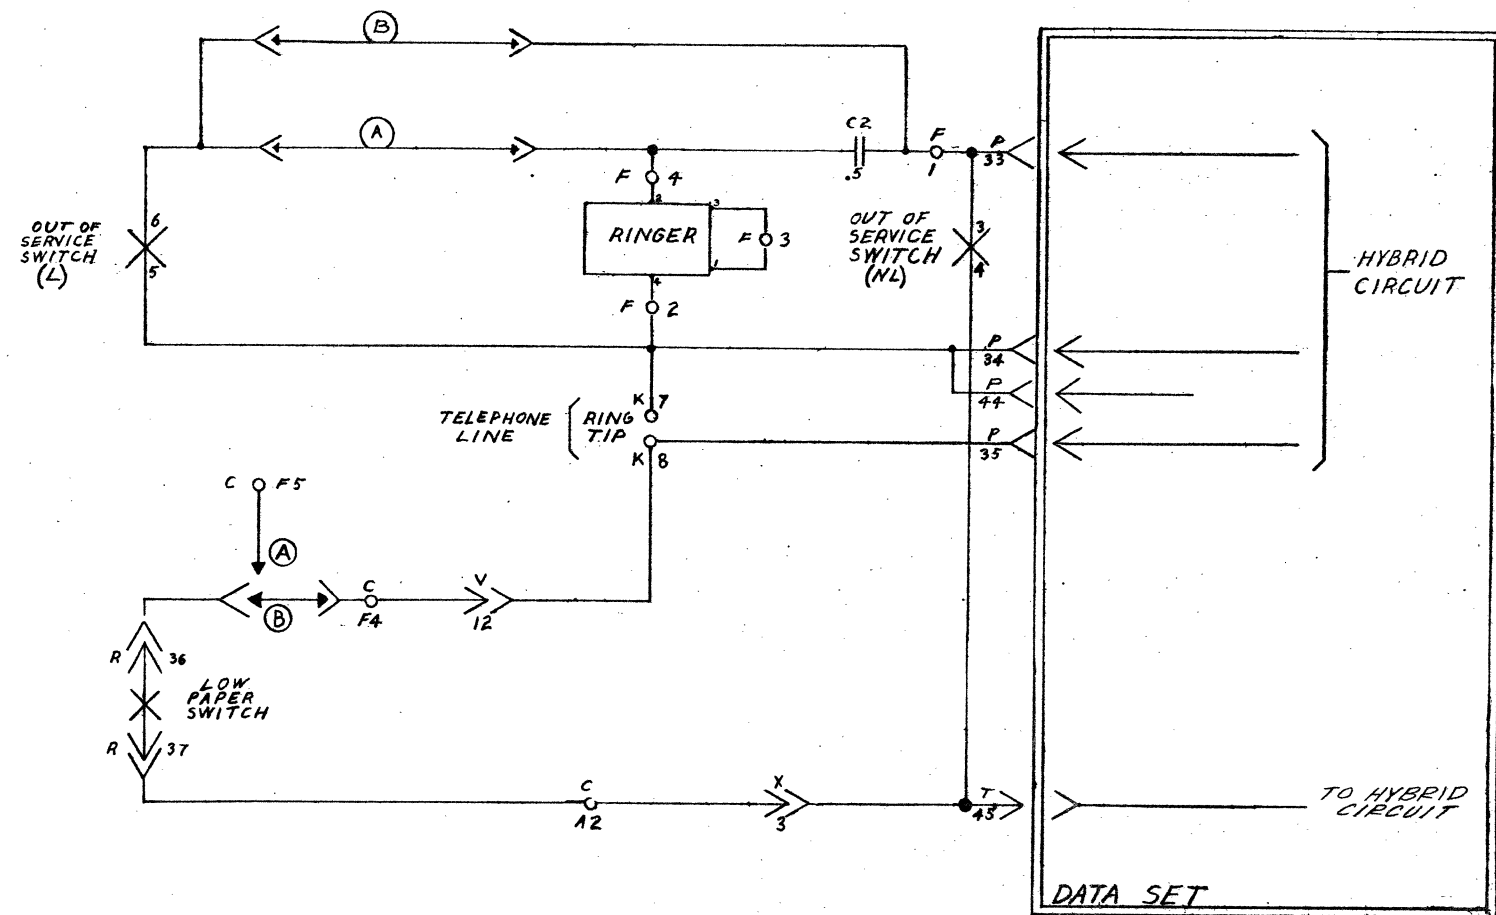 B
A
C2
.5
F
1
P
33
F 4
2
3
RINGER
F 3
1
4
F 2
6
OUT OF
SERVICE
SWITCH
(L)
5
OUT OF
SERVICE
SWITCH
(NL)
3
4
HYBRID
CIRCUIT
P
34
P
44
P
35
TELEPHONE
LINE
RING
TIP
K 7
K 8
C F5
A
B
C
F4
V
12
R 36
LOW
PAPER
SWITCH
R 37
C
A2
X
3
T
45
TO HYBRID
CIRCUIT
DATA SET